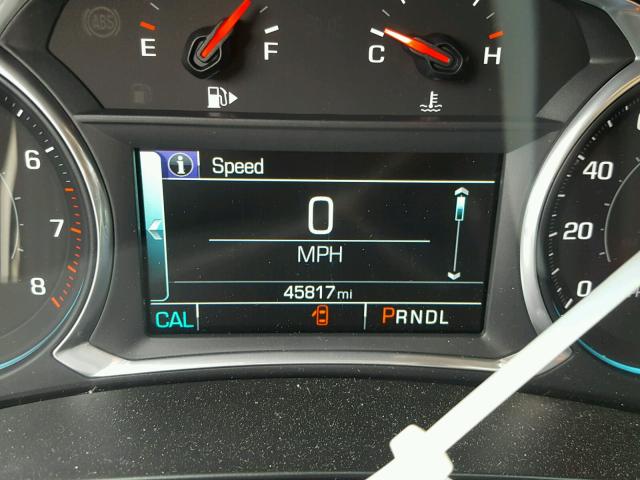 ABS
E F
C H
i Speed
0
MPH
45817 mi
CAL PRNDL
6
7
8
40
20
0